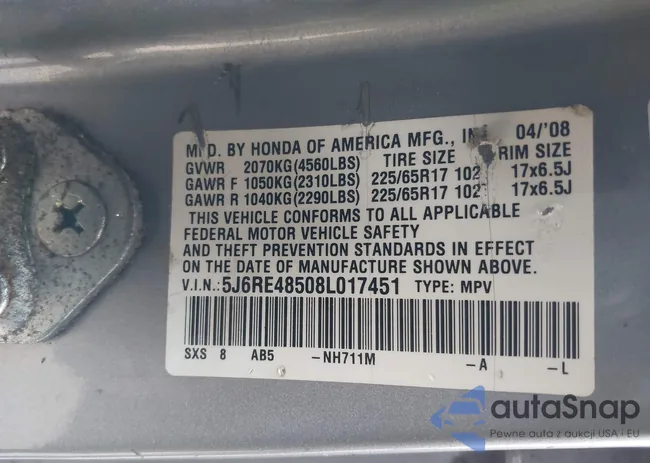 MFD. BY HONDA OF AMERICA MFG., IN 04/'08
GVWR 2070KG(4560LBS) TIRE SIZE RIM SIZE
GAWR F 1050KG(2310LBS) 225/65R17 102 17x6.5J
GAWR R 1040KG(2290LBS) 225/65R17 102 17x6.5J
THIS VEHICLE CONFORMS TO ALL APPLICABLE
FEDERAL MOTOR VEHICLE SAFETY
AND THEFT PREVENTION STANDARDS IN EFFECT
ON THE DATE OF MANUFACTURE SHOWN ABOVE.
V.I.N.: 5J6RE48508L017451 TYPE: MPV
SXS 8 AB5 -NH711M -A -L
autaSnap
Pewne auto z aukcji USA i EU